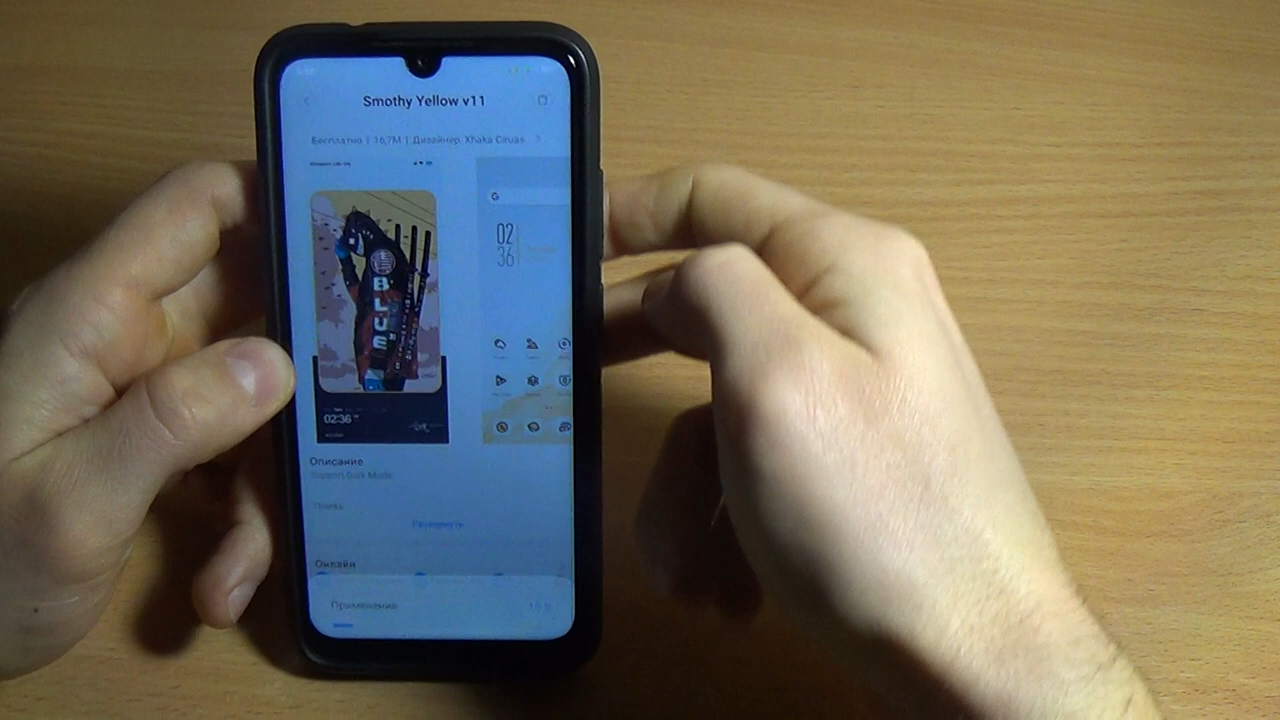 Smothy Yellow v11
Бесплатно | 16,7M | Дизайнер: Xhaka Ciruas
G
02
36
BLUE
02:36
Описание
Support Dark Mode
Развернуть
Онлайн
Применение